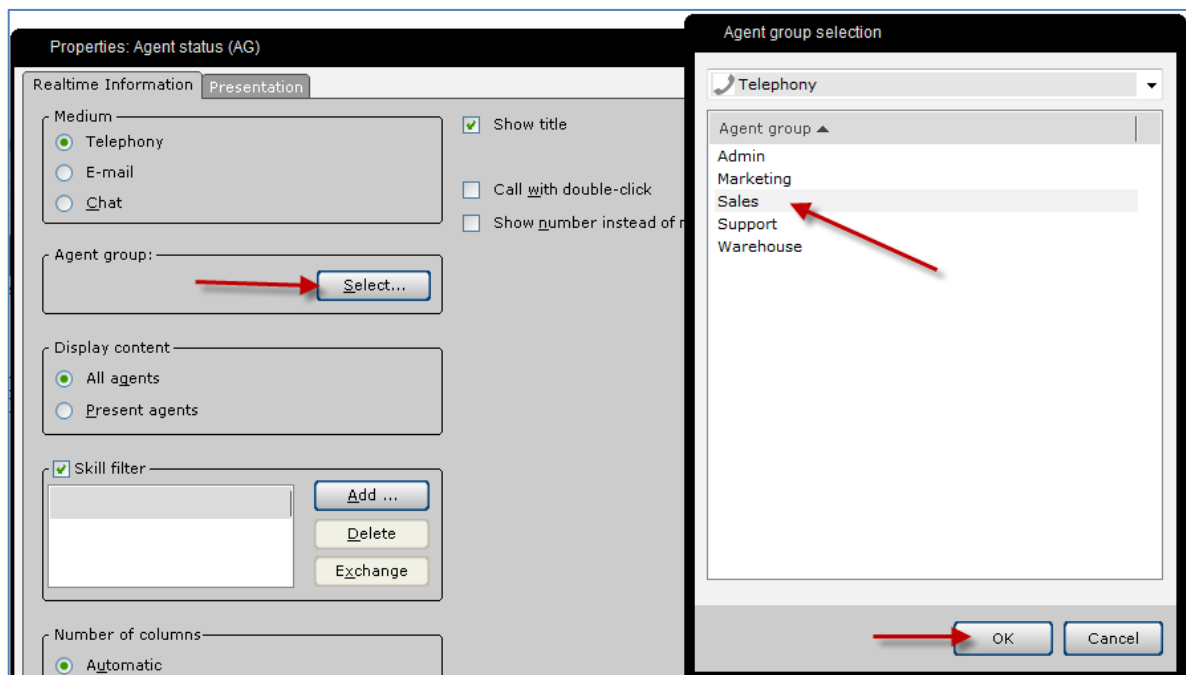 Properties: Agent status (AG)
Realtime Information
Presentation
Medium
Telephony
E-mail
Chat
Show title
Call with double-click
Show number instead of
Agent group:
Select...
Display content
All agents
Present agents
Skill filter
Add ...
Delete
Exchange
Number of columns
Automatic
Agent group selection
Telephony
Agent group
Admin
Marketing
Sales
Support
Warehouse
OK
Cancel